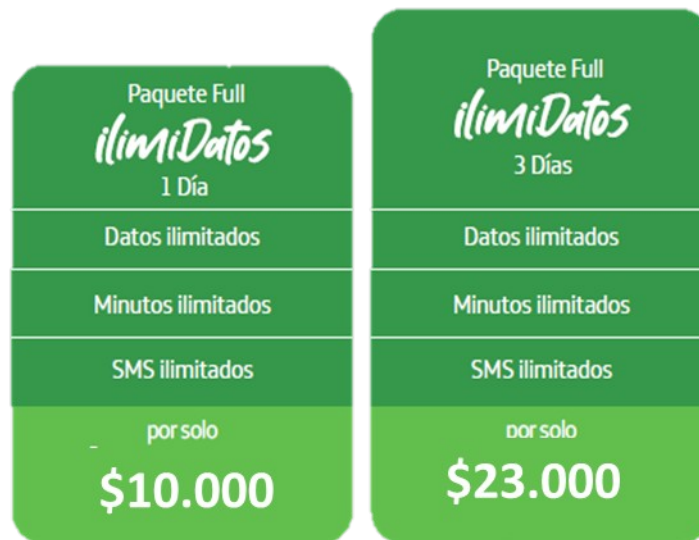 Paquete Full
ilimiDatos
1 Día
Datos ilimitados
Minutos ilimitados
SMS ilimitados
por solo
$10.000
Paquete Full
ilimiDatos
3 Días
Datos ilimitados
Minutos ilimitados
SMS ilimitados
por solo
$23.000